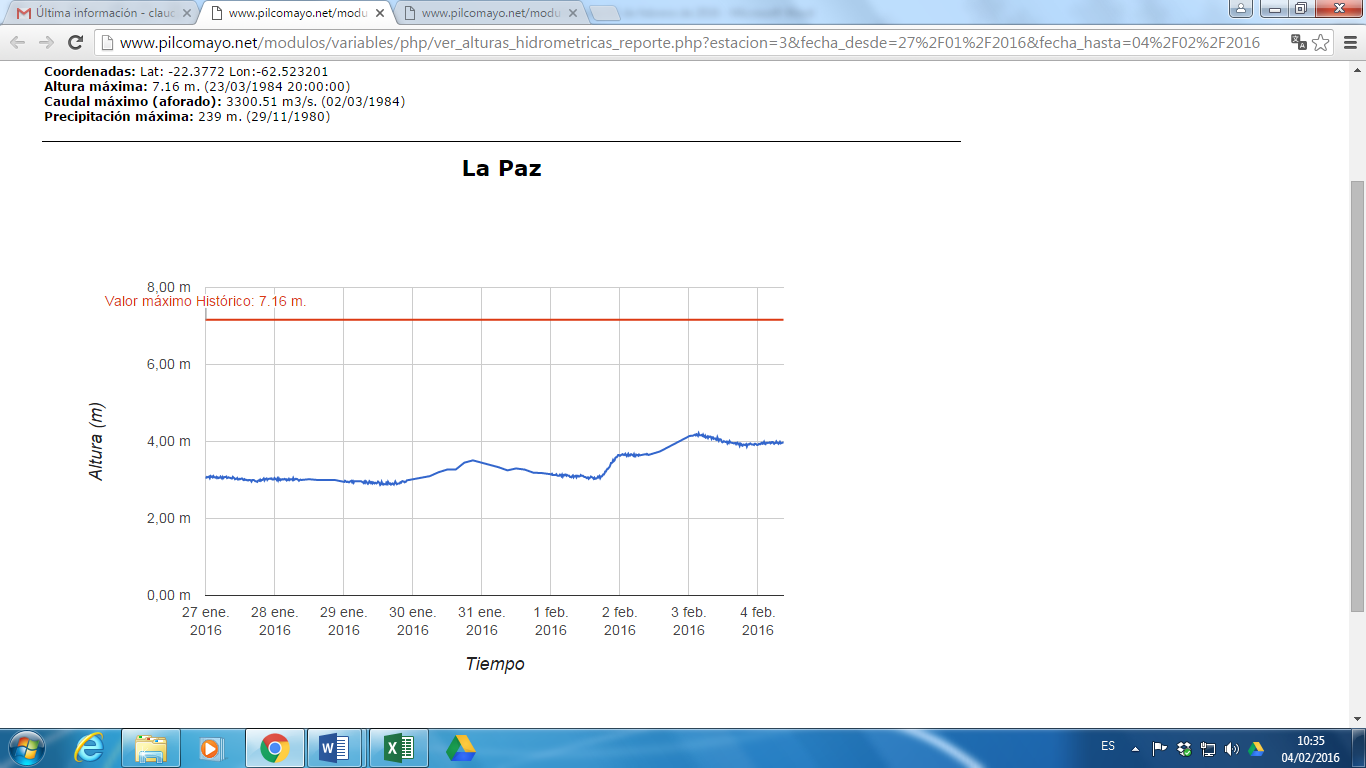 Última información - clauc
www.pilcomayo.net/modu
www.pilcomayo.net/modu
www.pilcomayo.net/modulos/variables/php/ver_alturas_hidrometricas_reporte.php?estacion=3&fecha_desde=27%2F01%2F2016&fecha_hasta=04%2F02%2F2016
Coordenadas: Lat: -22.3772 Lon:-62.523201
Altura máxima: 7.16 m. (23/03/1984 20:00:00)
Caudal máximo (aforado): 3300.51 m3/s. (02/03/1984)
Precipitación máxima: 239 m. (29/11/1980)
La Paz
8,00 m
Valor máximo Histórico: 7.16 m.
6,00 m
4,00 m
2,00 m
0,00 m
Altura (m)
27 ene. 28 ene. 29 ene. 30 ene. 31 ene. 1 feb. 2 feb. 3 feb. 4 feb.
2016 2016 2016 2016 2016 2016 2016 2016 2016
Tiempo
ES
10:35
04/02/2016